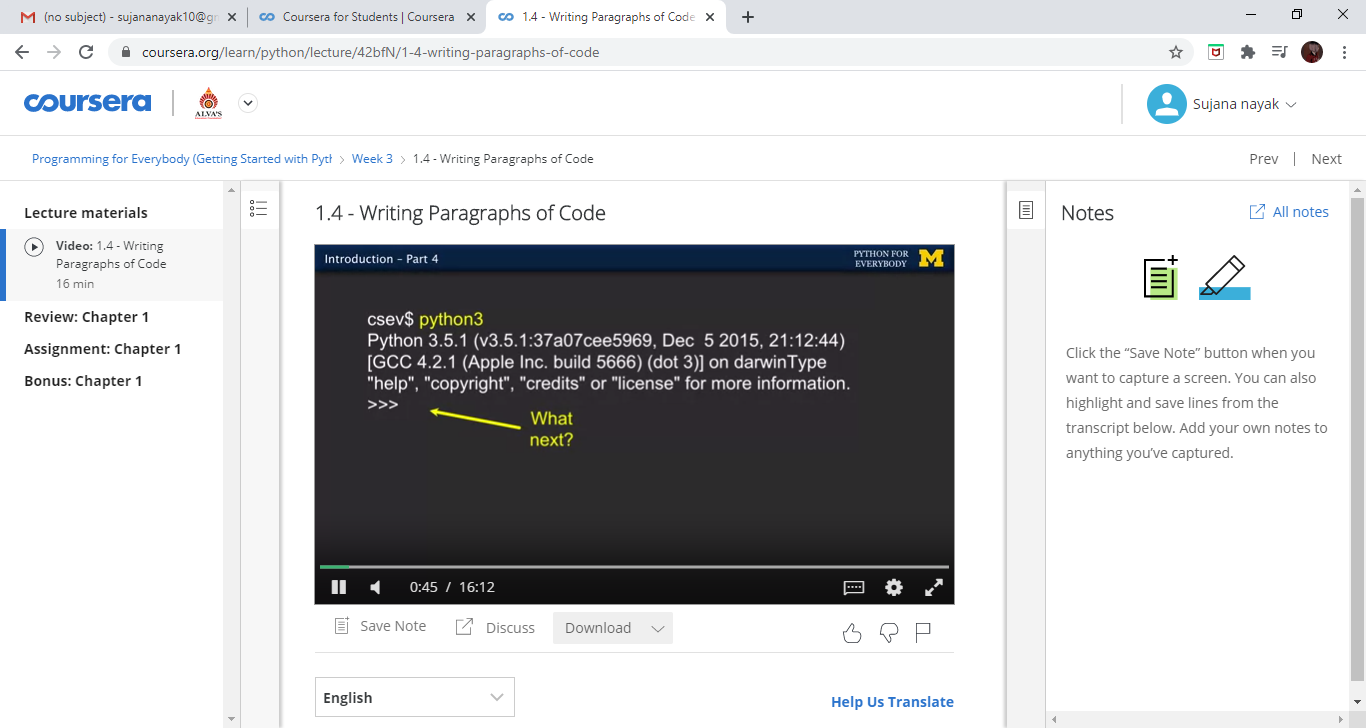 (no subject) - sujananayak10@gm
Coursera for Students | Coursera
1.4 - Writing Paragraphs of Code
coursera.org/learn/python/lecture/42bfN/1-4-writing-paragraphs-of-code
coursera
ALVA'S
Sujana nayak
Programming for Everybody (Getting Started with Pyth
Week 3
1.4 - Writing Paragraphs of Code
Prev | Next
Lecture materials
Video: 1.4 - Writing
Paragraphs of Code
16 min
Review: Chapter 1
Assignment: Chapter 1
Bonus: Chapter 1
1.4 - Writing Paragraphs of Code
Introduction – Part 4
PYTHON FOR
EVERYBODY
M
csev$ python3
Python 3.5.1 (v3.5.1:37a07cee5969, Dec  5 2015, 21:12:44)
[GCC 4.2.1 (Apple Inc. build 5666) (dot 3)] on darwinType
"help", "copyright", "credits" or "license" for more information.
>>>
What
next?
0:45 / 16:12
Save Note
Discuss
Download
English
Help Us Translate
Notes
All notes
Click the “Save Note” button when you
want to capture a screen. You can also
highlight and save lines from the
transcript below. Add your own notes to
anything you’ve captured.